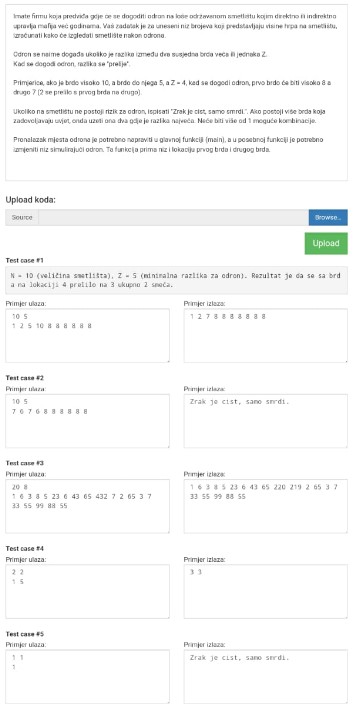 Imate firmu koja predviđa gdje će se dogoditi odron na loše održavanom smetlištu kojim direktno ili indirektno
upravlja mafija već godinama. Vaš zadatak je za uneseni niz brojeva koji predstavljaju visine hrpa na smetlištu,
izračunati kako će izgledati smetlište nakon odrona.
Odron se naime događa ukoliko je razlika između dva susjedna brda veća ili jednaka Z.
Kad se dogodi odron, razlika se "prelije".
Primjerice, ako je brdo visoko 10, a brdo do njega 5, a Z = 4, kad se dogodi odron, prvo brdo će biti visoko 8 a
drugo 7 (2 se prelilo s prvog brda na drugo).
Ukoliko na smetlištu ne postoji rizik za odron, ispisati "Zrak je cist, samo smrdi.". Ako postoji više brda koja
zadovoljavaju uvjet, onda uzeti ona dva gdje je razlika najveća. Neće biti više od 1 moguće kombinacije.
Pronalazak mjesta odrona je potrebno napraviti u glavnoj funkciji (main), a u posebnoj funkciji je potrebno
izmjeniti niz simulirajući odron. Ta funkcija prima niz i lokaciju prvog brda i drugog brda.
Upload koda:
Source Browse...
Upload
Test case #1
N = 10 (veličina smetlišta), Z = 5 (minimalna razlika za odron). Rezultat je da se sa brd
a na lokaciji 4 prelilo na 3 ukupno 2 smeća.
Primjer ulaza: Primjer izlaza:
10 5
1 2 5 10 8 8 8 8 8 8
1 2 7 8 8 8 8 8 8 8
Test case #2
Primjer ulaza: Primjer izlaza:
10 5
7 6 7 6 8 8 8 8 8 8
Zrak je cist, samo smrdi.
Test case #3
Primjer ulaza: Primjer izlaza:
20 8
1 6 3 8 5 23 6 43 65 432 7 2 65 3 7
33 55 99 88 55
1 6 3 8 5 23 6 43 65 220 219 2 65 3 7
33 55 99 88 55
Test case #4
Primjer ulaza: Primjer izlaza:
2 2
1 5
3 3
Test case #5
Primjer ulaza: Primjer izlaza:
1 1
1
Zrak je cist, samo smrdi.